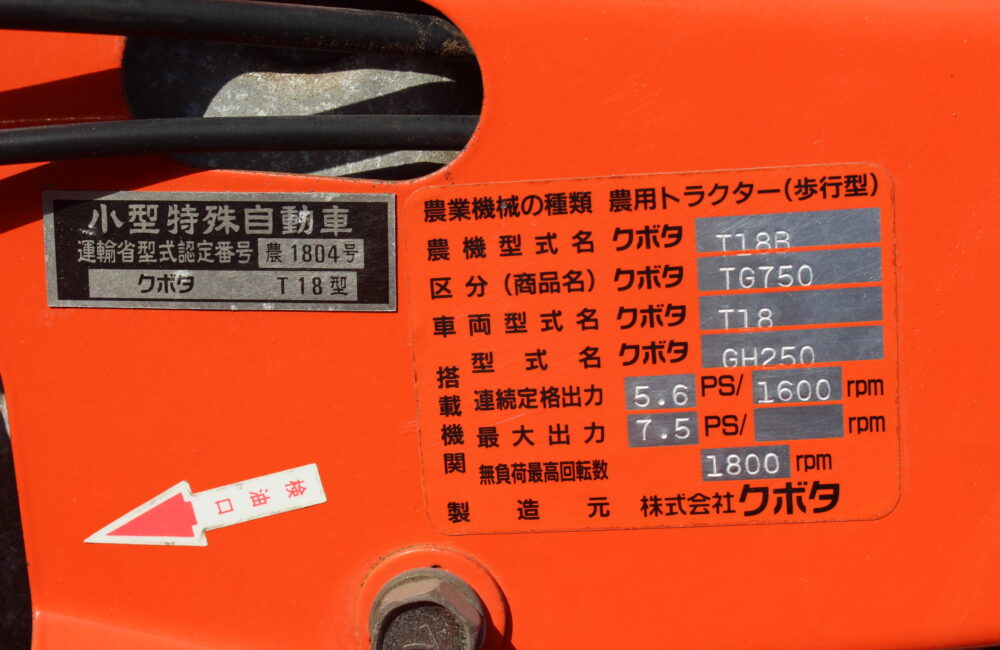 小型特殊自動車
運輸省型式認定番号 農 1804号
クボタ T18型
農業機械の種類 農用トラクター(歩行型)
農機型式名 クボタ T18B
区分(商品名) クボタ TG750
車両型式名 クボタ T18
搭載機関
型式名 クボタ GH250
連続定格出力 5.6 PS/ 1600 rpm
最大出力 7.5 PS/ rpm
無負荷最高回転数 1800 rpm
製造元 株式会社クボタ
検油口